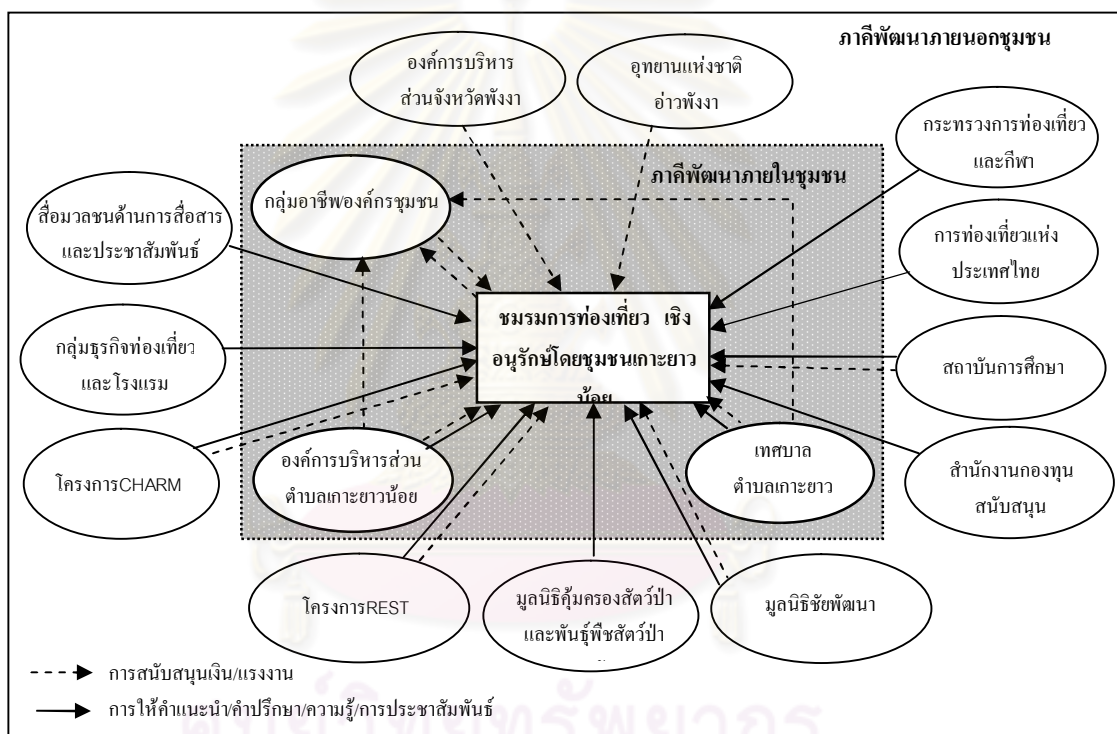 ภาคีพัฒนาภายนอกชุมชน
องค์การบริหาร
ส่วนจังหวัดพังงา
อุทยานแห่งชาติ
อ่าวพังงา
กระทรวงการท่องเที่ยว
และกีฬา
ภาคีพัฒนาภายในชุมชน
กลุ่มอาชีพ/องค์กรชุมชน
สื่อมวลชนด้านการสื่อสาร
และประชาสัมพันธ์
การท่องเที่ยวแห่ง
ประเทศไทย
ชมรมการท่องเที่ยว เชิง
อนุรักษ์โดยชุมชนเกาะยาว
น้อย
กลุ่มธุรกิจท่องเที่ยว
และโรงแรม
สถาบันการศึกษา
โครงการCHARM
องค์การบริหารส่วน
ตำบลเกาะยาวน้อย
เทศบาล
ตำบลเกาะยาว
สำนักงานกองทุน
สนับสนุน
โครงการREST
มูลนิธิคุ้มครองสัตว์ป่า
และพันธุ์พืชสัตว์ป่า
มูลนิธิชัยพัฒนา
การสนับสนุนเงิน/แรงงาน
การให้คำแนะนำ/คำปรึกษา/ความรู้/การประชาสัมพันธ์
ศูนย์วิทยทรัพยากร